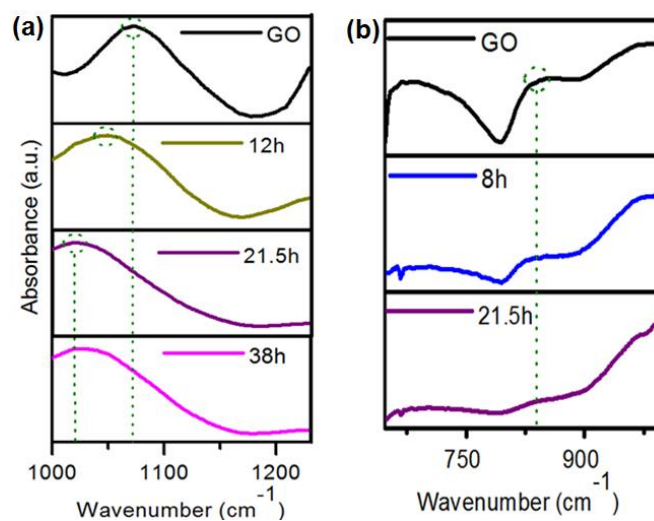 (a)
GO
12h
21.5h
38h
Absorbance (a.u.)
1000 1100 1200
Wavenumber (cm⁻¹)
(b)
GO
8h
21.5h
750 900
Wavenumber (cm⁻¹)